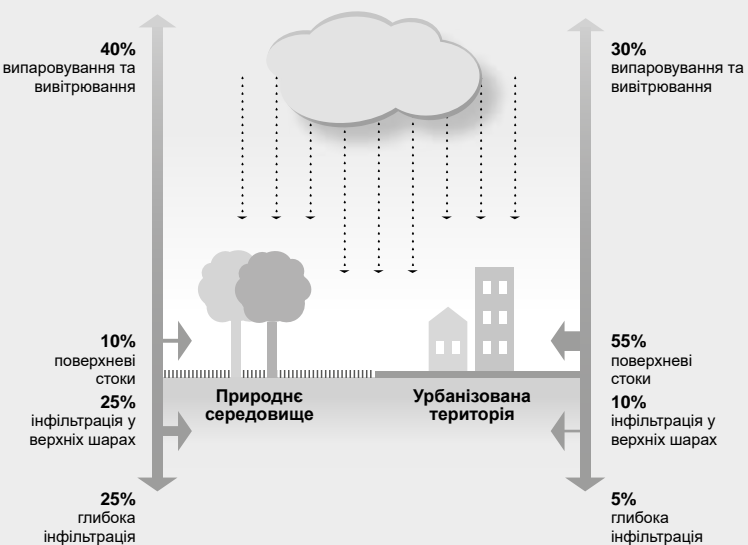 40%
випаровування та
вивітрювання
30%
випаровування та
вивітрювання
10%
поверхневі
стоки
25%
інфільтрація у
верхніх шарах
Природнє
середовище
Урбанізована
територія
55%
поверхневі
стоки
10%
інфільтрація у
верхніх шарах
25%
глибока
інфільтрація
5%
глибока
інфільтрація